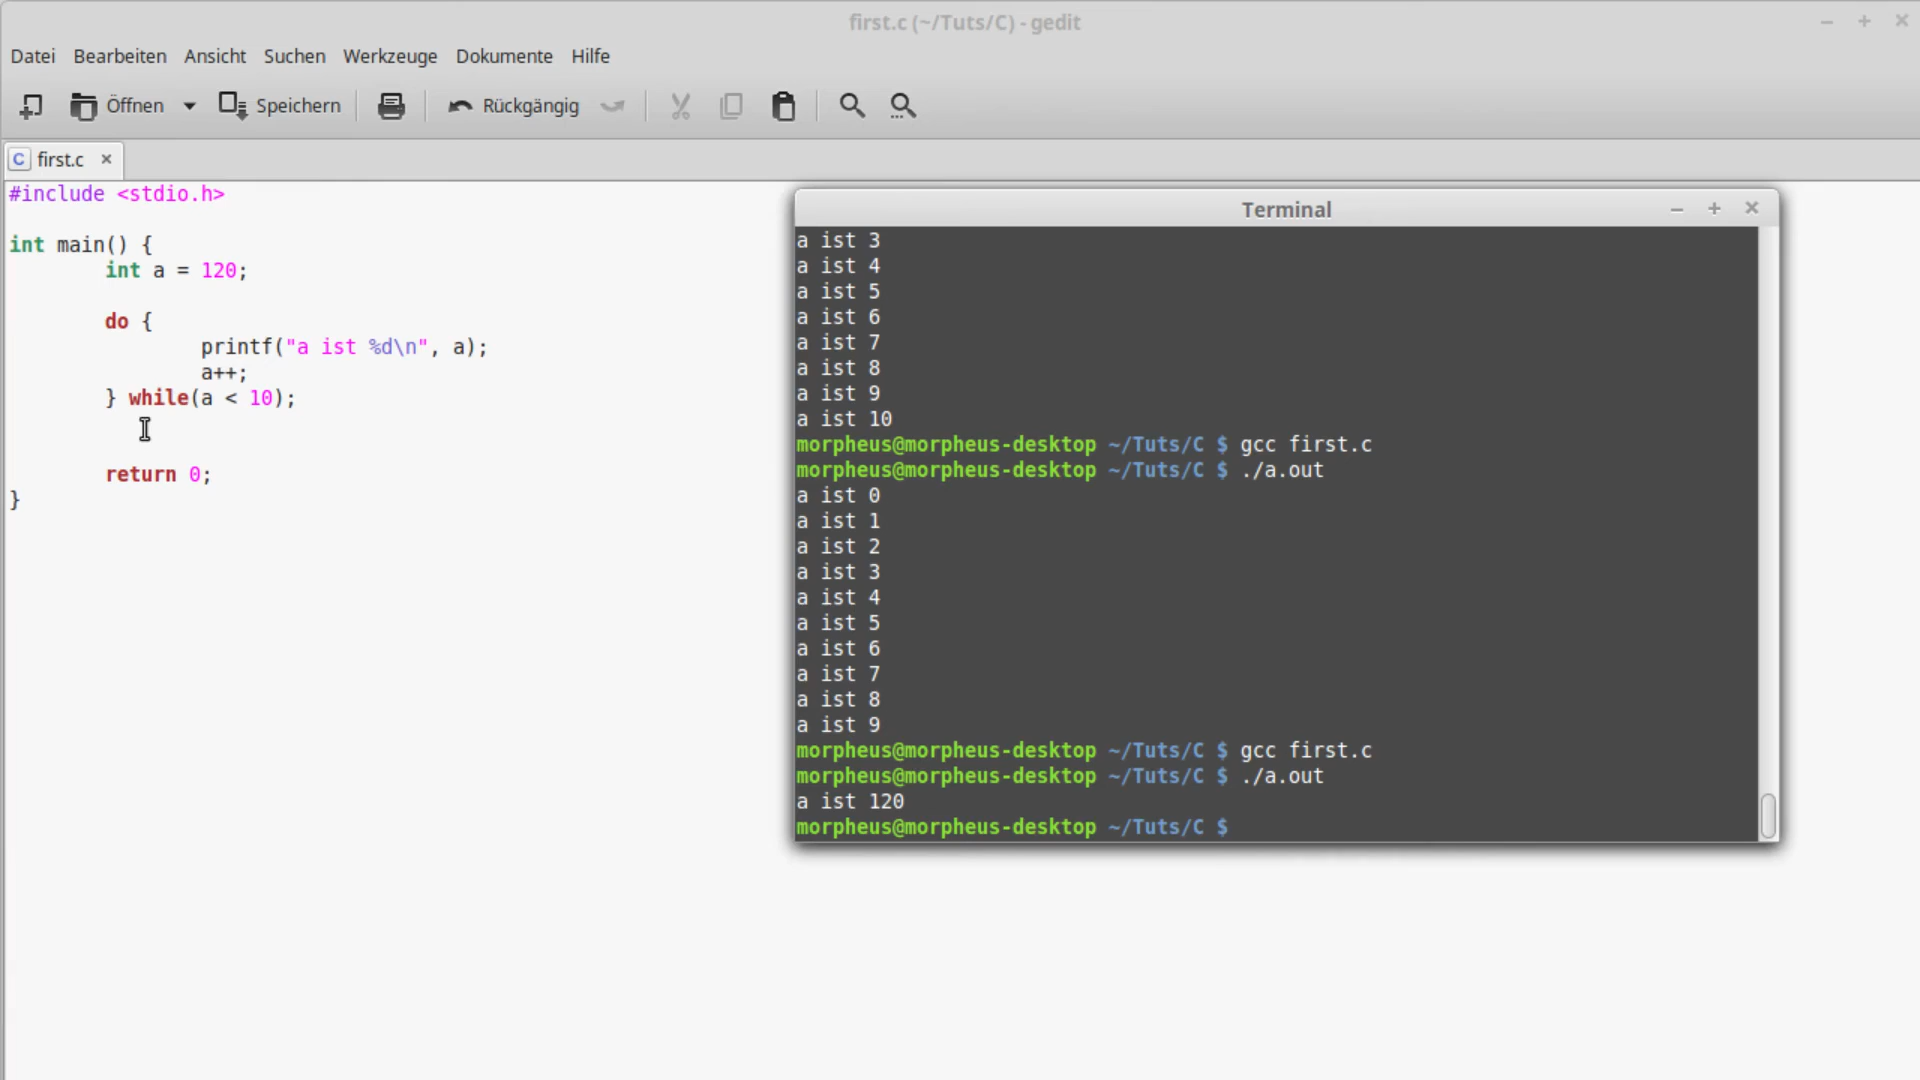 first.c (~/Tuts/C) - gedit
Datei Bearbeiten Ansicht Suchen Werkzeuge Dokumente Hilfe
Öffnen Speichern Rückgängig
C first.c
#include <stdio.h>
int main() {
int a = 120;
do {
printf("a ist %d\n", a);
a++;
} while(a < 10);
return 0;
}
Terminal
a ist 3
a ist 4
a ist 5
a ist 6
a ist 7
a ist 8
a ist 9
a ist 10
morpheus@morpheus-desktop ~/Tuts/C $ gcc first.c
morpheus@morpheus-desktop ~/Tuts/C $ ./a.out
a ist 0
a ist 1
a ist 2
a ist 3
a ist 4
a ist 5
a ist 6
a ist 7
a ist 8
a ist 9
morpheus@morpheus-desktop ~/Tuts/C $ gcc first.c
morpheus@morpheus-desktop ~/Tuts/C $ ./a.out
a ist 120
morpheus@morpheus-desktop ~/Tuts/C $